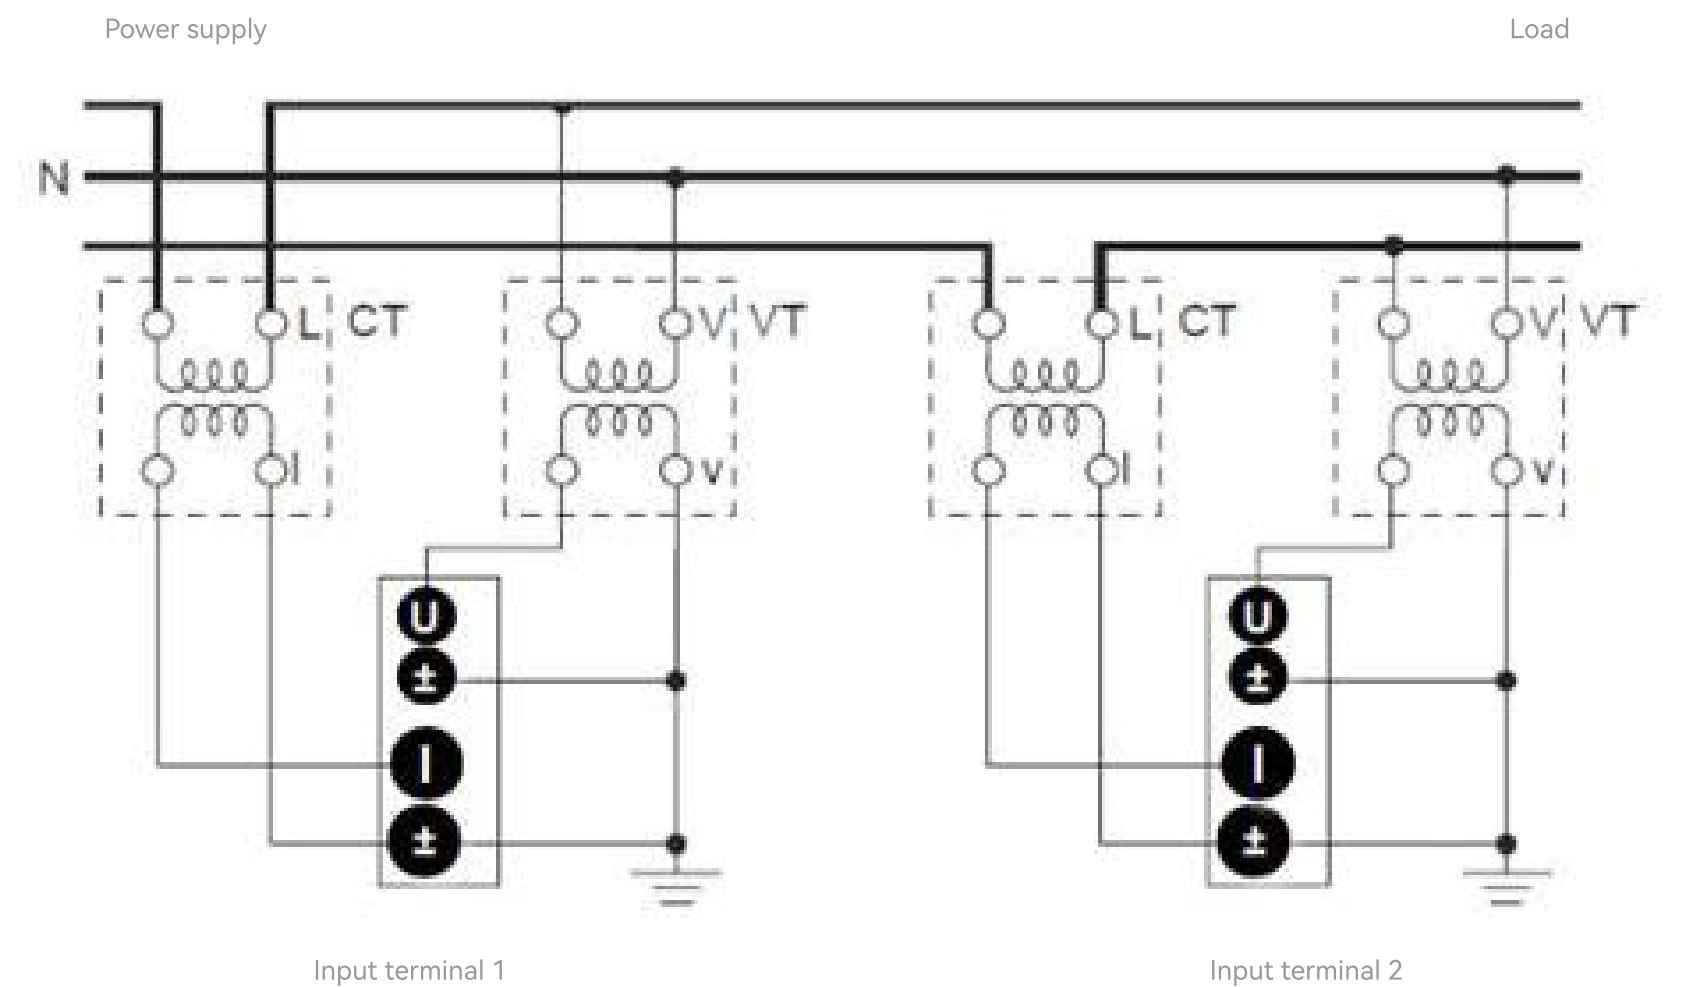 Power supply
Load
N
L CT
V VT
L CT
V VT
l
v
l
v
U
±
I
±
U
±
I
±
Input terminal 1
Input terminal 2